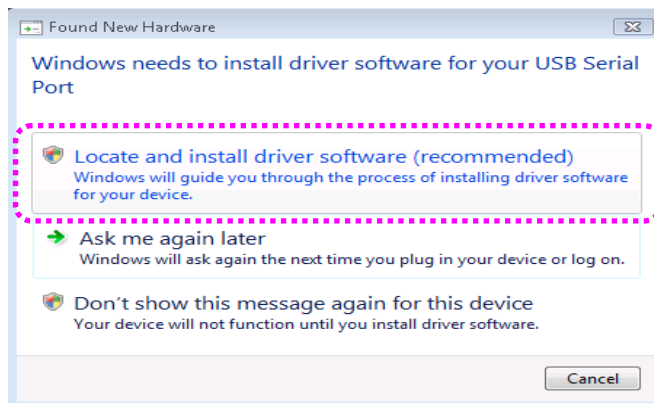 Found New Hardware
Windows needs to install driver software for your USB Serial
Port
Locate and install driver software (recommended)
Windows will guide you through the process of installing driver software
for your device.
Ask me again later
Windows will ask again the next time you plug in your device or log on.
Don't show this message again for this device
Your device will not function until you install driver software.
Cancel